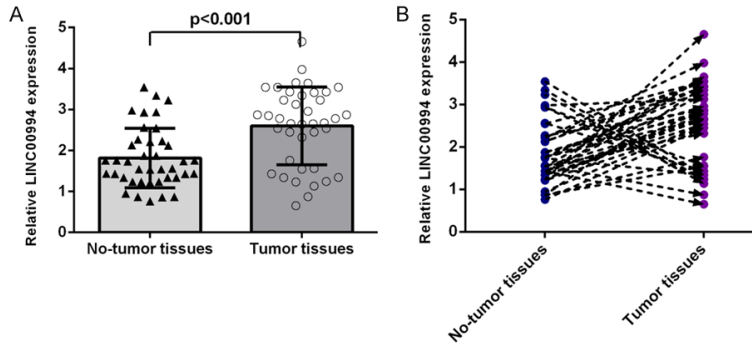 A
p<0.001
Relative LINC00994 expression
5
4
3
2
1
0
No-tumor tissues
Tumor tissues
B
Relative LINC00994 expression
5
4
3
2
1
0
No-tumor tissues
Tumor tissues